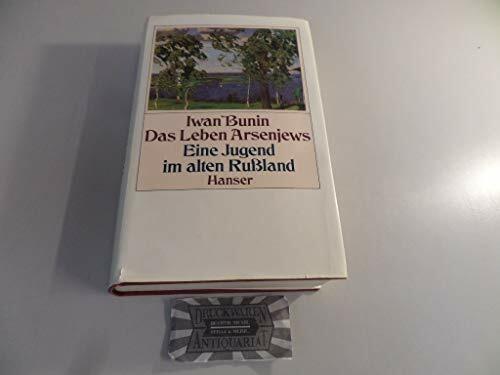 Iwan Bunin
Das Leben Arsenjews
Eine Jugend
im alten Rußland
Hanser
DRUCKWAREN
ANTIQUARIAT